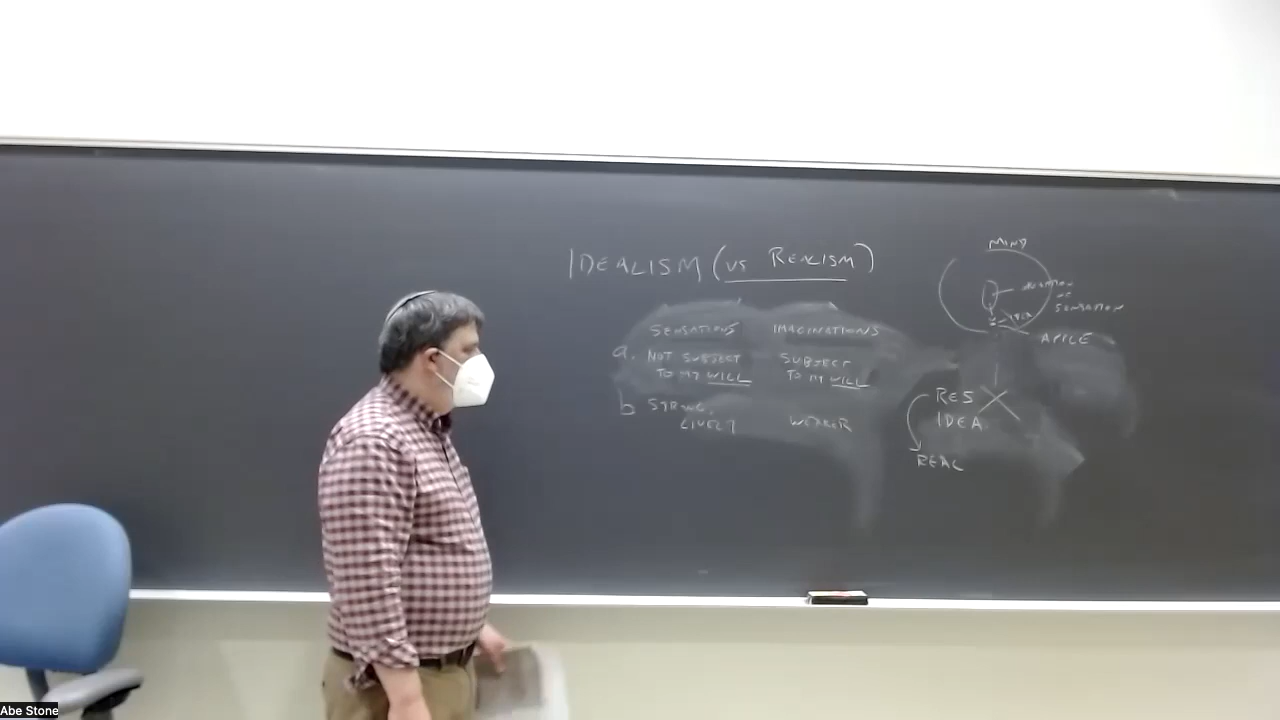 IDEALISM (VS REALISM)
SENSATIONS IMAGINATIONS
a. NOT SUBJECT TO MY WILL
SUBJECT TO MY WILL
b STRONG, LIVELY
WEAKER
MIND
SENSATION
APPLE
RES
IDEA
REAL
Abe Stone